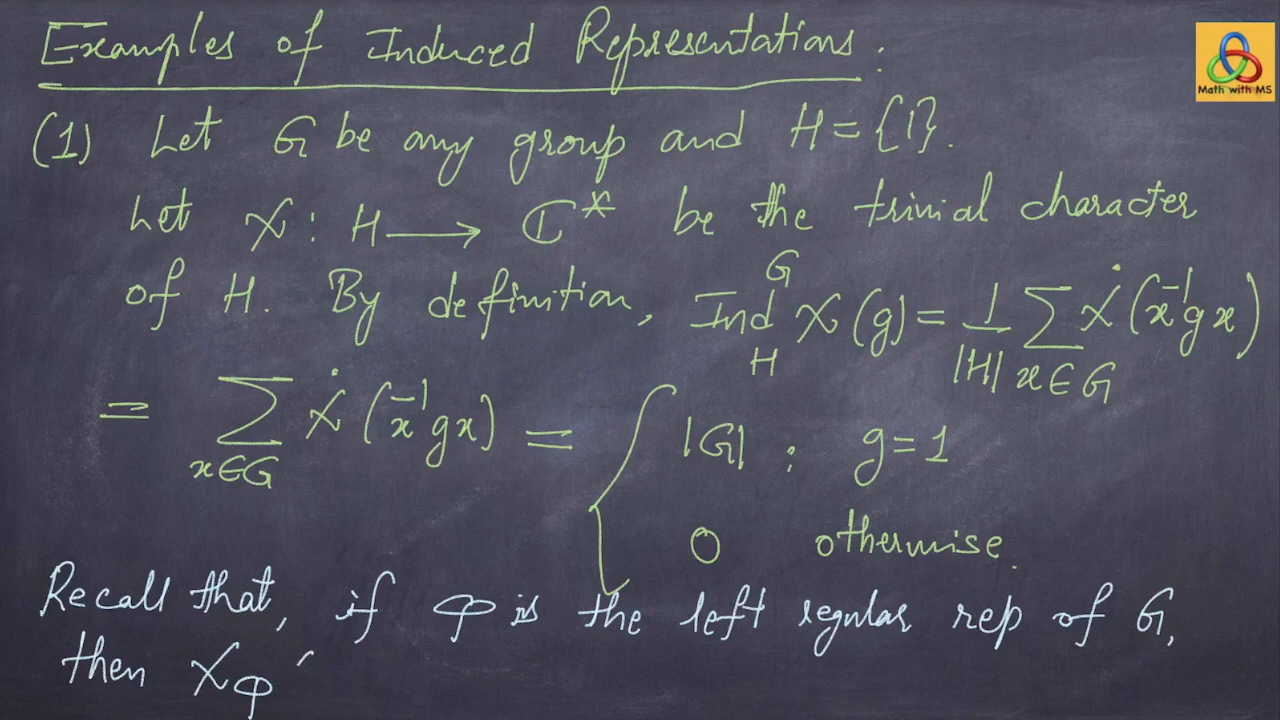 Examples of Induced Representations.
Math with MS
(1) Let G be any group and H = {1}.
Let χ : H ⟶ ℂ* be the trivial character
of H. By definition, Ind_H^G χ(g) = 1/|H| ∑_{x∈G} χ̇(x⁻¹gx)
= ∑_{x∈G} χ̇(x⁻¹gx) = { |G| ; g=1
0 otherwise.
Recall that, if φ is the left regular rep of G,
then χ_φ